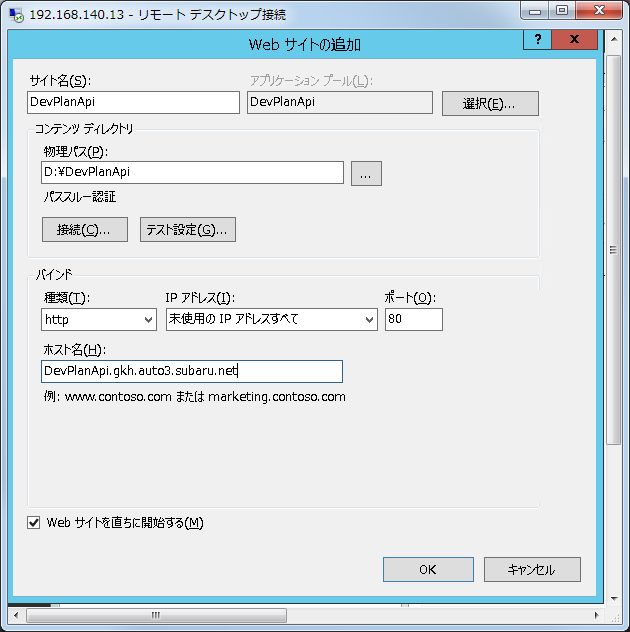 192.168.140.13 - リモート デスクトップ接続
Web サイトの追加
?
X
サイト名(S):
アプリケーション プール(L):
DevPlanApi
DevPlanApi
選択(E)...
コンテンツ ディレクトリ
物理パス(P):
D:¥DevPlanApi
...
パススルー認証
接続(C)...
テスト設定(G)...
バインド
種類(T):
IP アドレス(I):
ポート(O):
http
未使用の IP アドレスすべて
80
ホスト名(H):
DevPlanApi.gkh.auto3.subaru.net
例: www.contoso.com または marketing.contoso.com
Web サイトを直ちに開始する(M)
OK
キャンセル